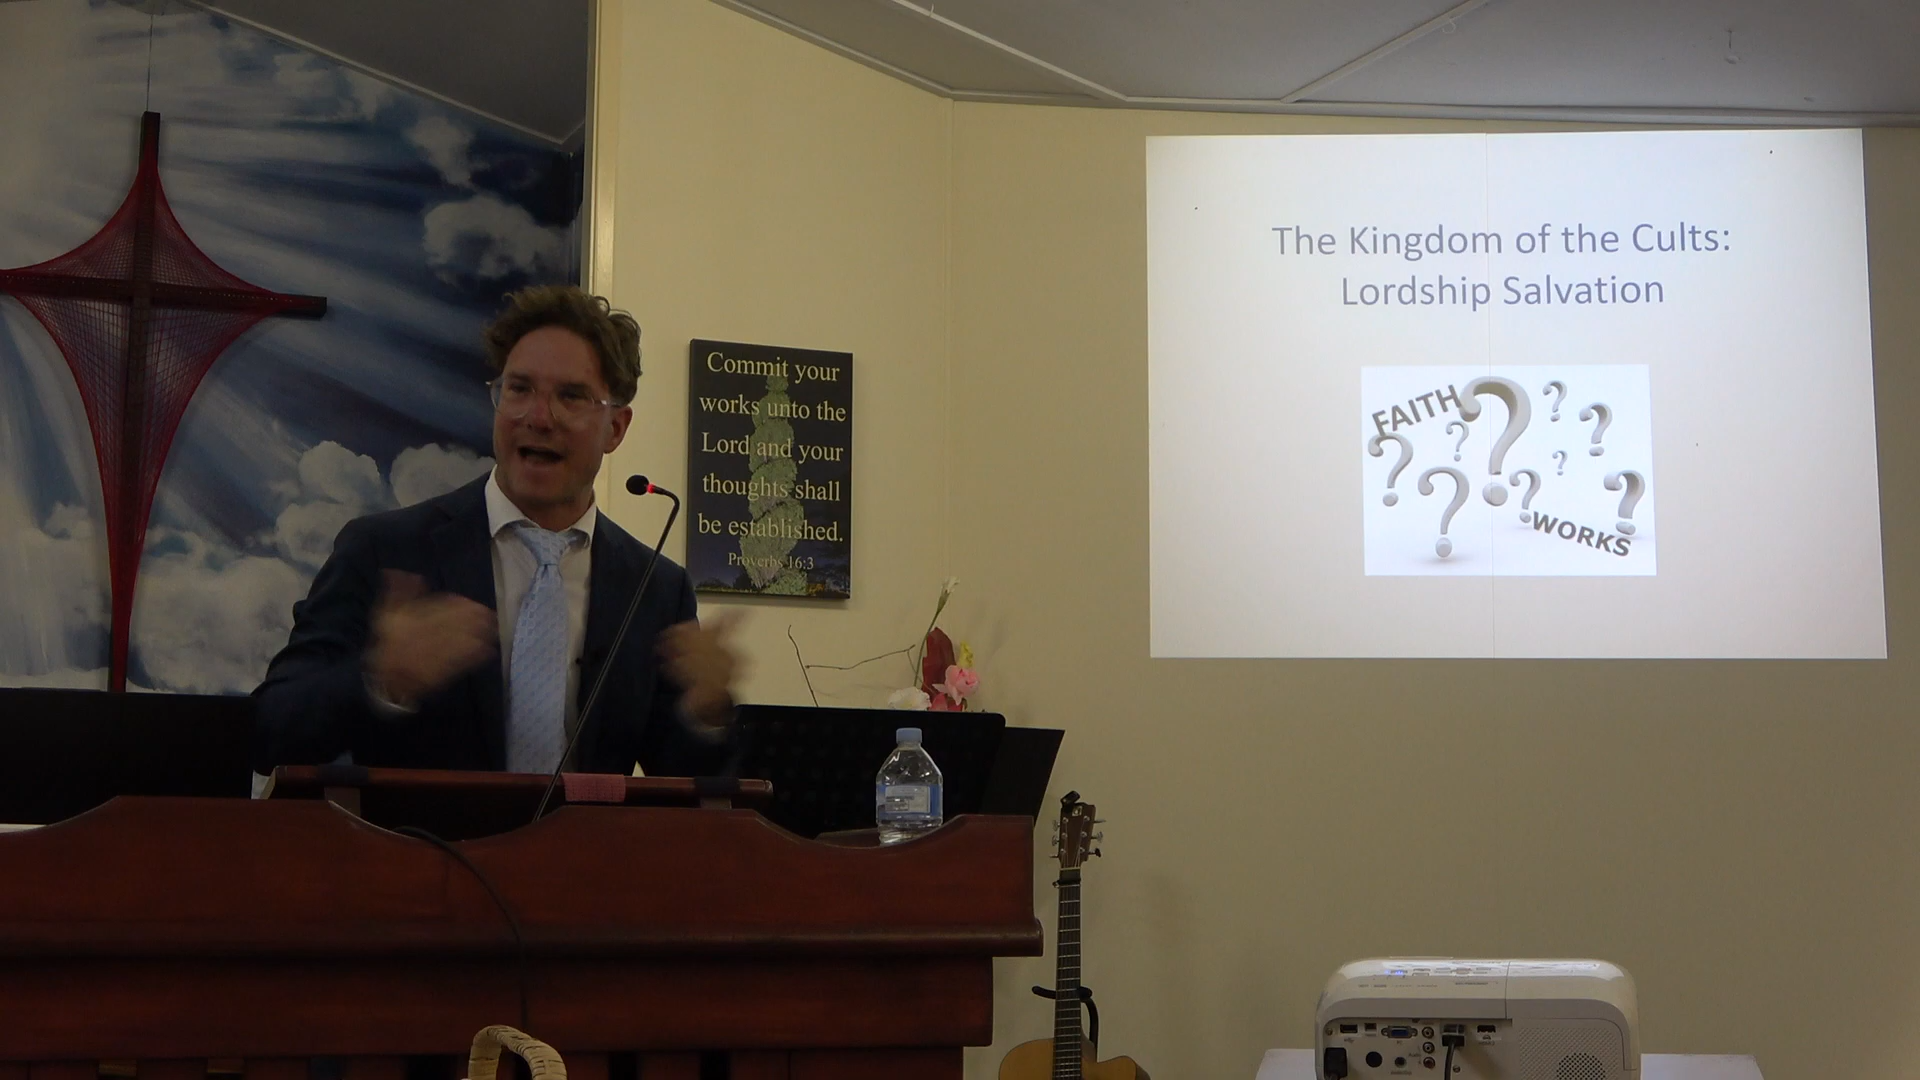 Commit your
works unto the
Lord and your
thoughts shall
be established.
Proverbs 16:3
The Kingdom of the Cults:
Lordship Salvation
FAITH
WORKS